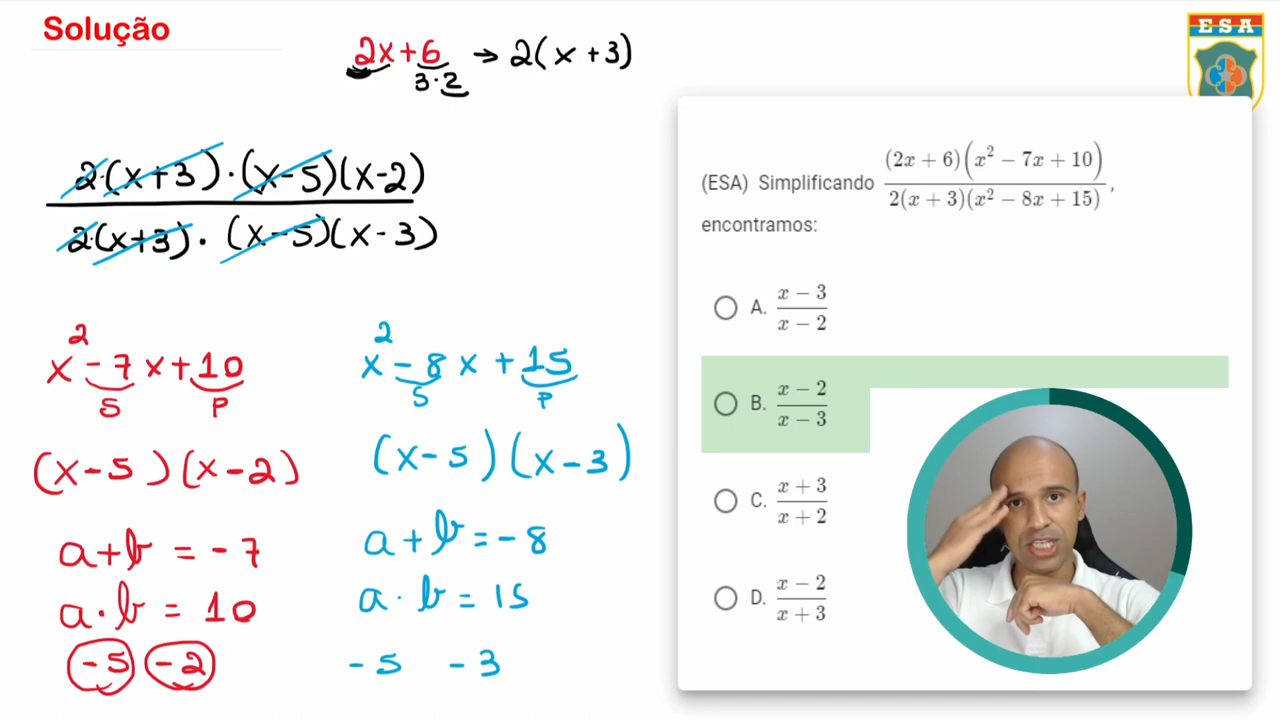 Solução
2x+6 → 2(x+3)
3·2
2·(x+3)·(x-5)(x-2)
2·(x+3)·(x-5)(x-3)
x²-7x+10
S P
(x-5)(x-2)
a+b=-7
a·b=10
-5 -2
x²-8x+15
S P
(x-5)(x-3)
a+b=-8
a·b=15
-5 -3
ESA
(2x + 6)(x² − 7x + 10)
(ESA) Simplificando
2(x + 3)(x² − 8x + 15) ,
encontramos:
x − 3
A.
x − 2
x − 2
B.
x − 3
x + 3
C.
x + 2
x − 2
D.
x + 3